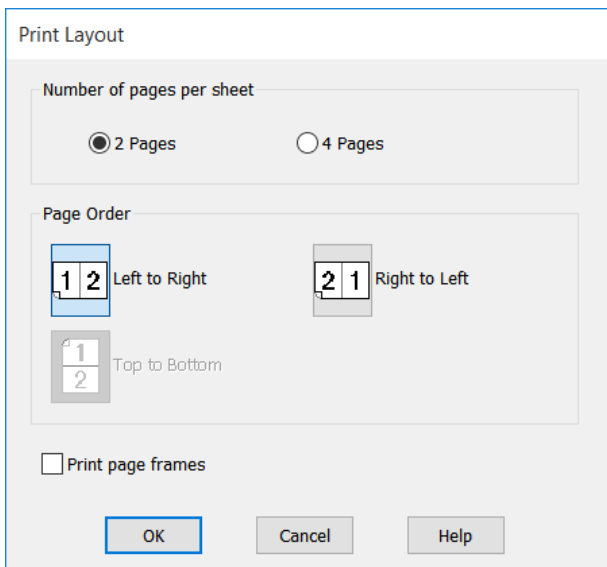 Print Layout
Number of pages per sheet
2 Pages 4 Pages
Page Order
1 2 Left to Right 2 1 Right to Left
1
2
Top to Bottom
Print page frames
OK Cancel Help